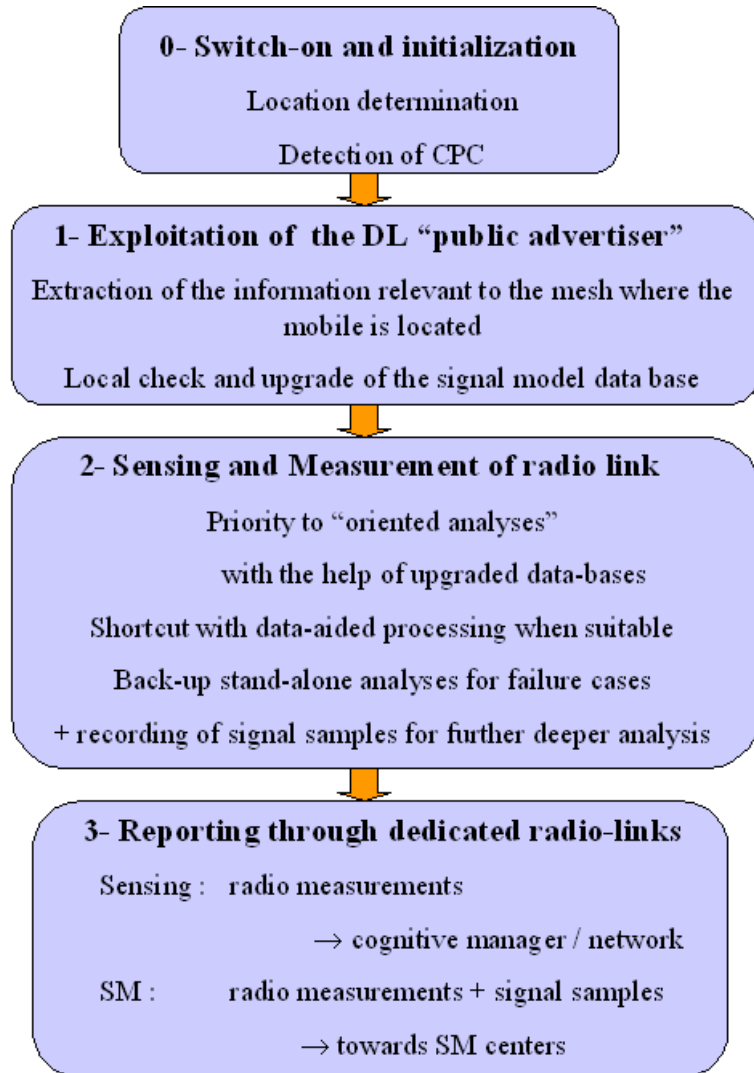 0- Switch-on and initialization
Location determination
Detection of CPC
1- Exploitation of the DL “public advertiser”
Extraction of the information relevant to the mesh where the
mobile is located
Local check and upgrade of the signal model data base
2- Sensing and Measurement of radio link
Priority to “oriented analyses”
with the help of upgraded data-bases
Shortcut with data-aided processing when suitable
Back-up stand-alone analyses for failure cases
+ recording of signal samples for further deeper analysis
3- Reporting through dedicated radio-links
Sensing : radio measurements
→ cognitive manager / network
SM : radio measurements + signal samples
→ towards SM centers